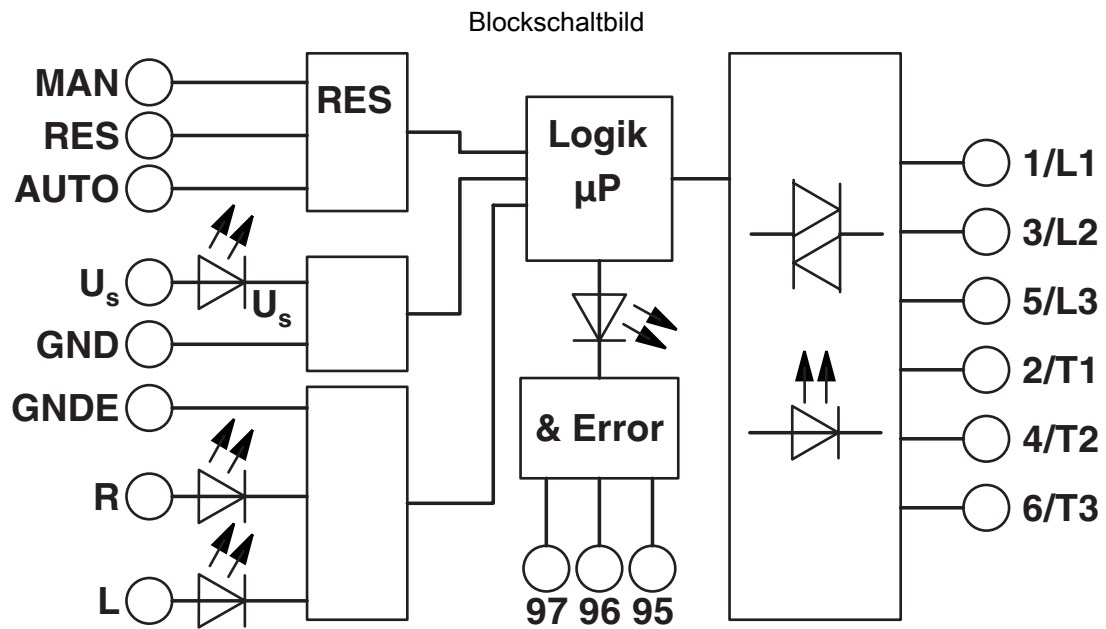 Blockschaltbild
MAN
RES
AUTO
RES
Us
Us
GND
GNDE
R
L
Logik
µP
& Error
97 96 95
1/L1
3/L2
5/L3
2/T1
4/T2
6/T3